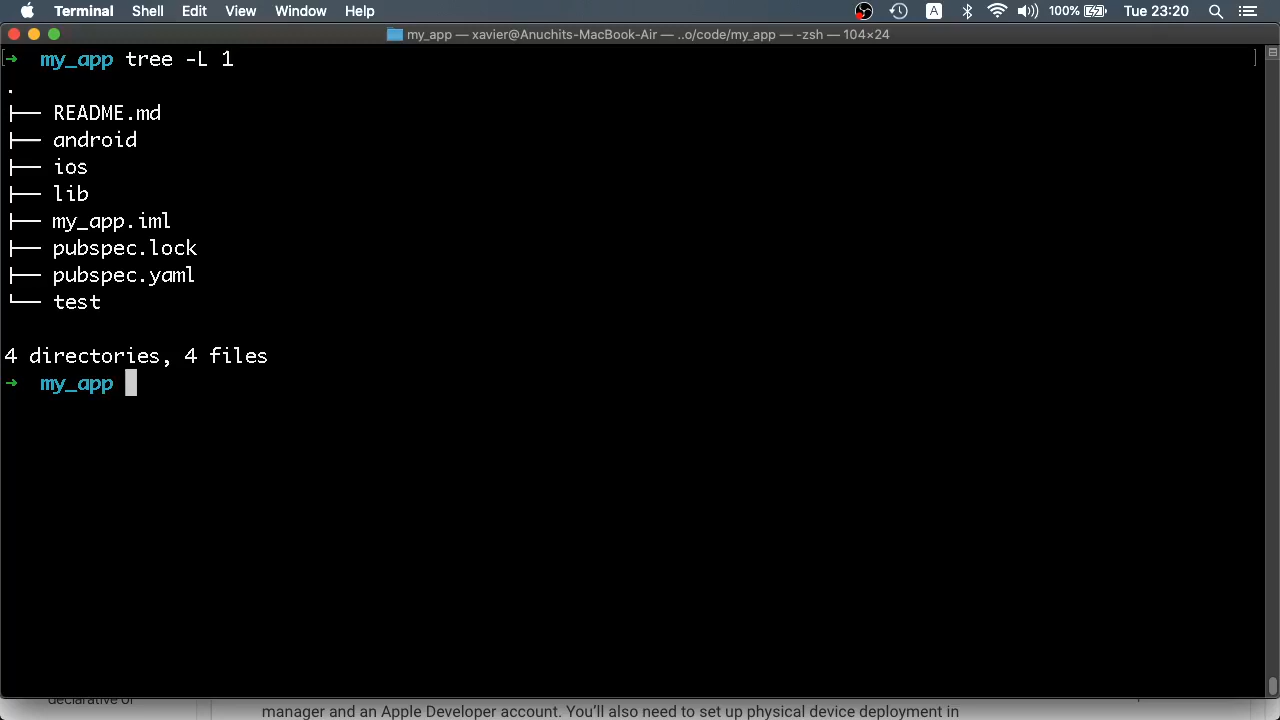 Terminal Shell Edit View Window Help 100% Tue 23:20
my_app — xavier@Anuchits-MacBook-Air — ..o/code/my_app — -zsh — 104×24
[→ my_app tree -L 1 ]
.
├── README.md
├── android
├── ios
├── lib
├── my_app.iml
├── pubspec.lock
├── pubspec.yaml
└── test
4 directories, 4 files
→ my_app
declarative UI
manager and an Apple Developer account. You’ll also need to set up physical device deployment in